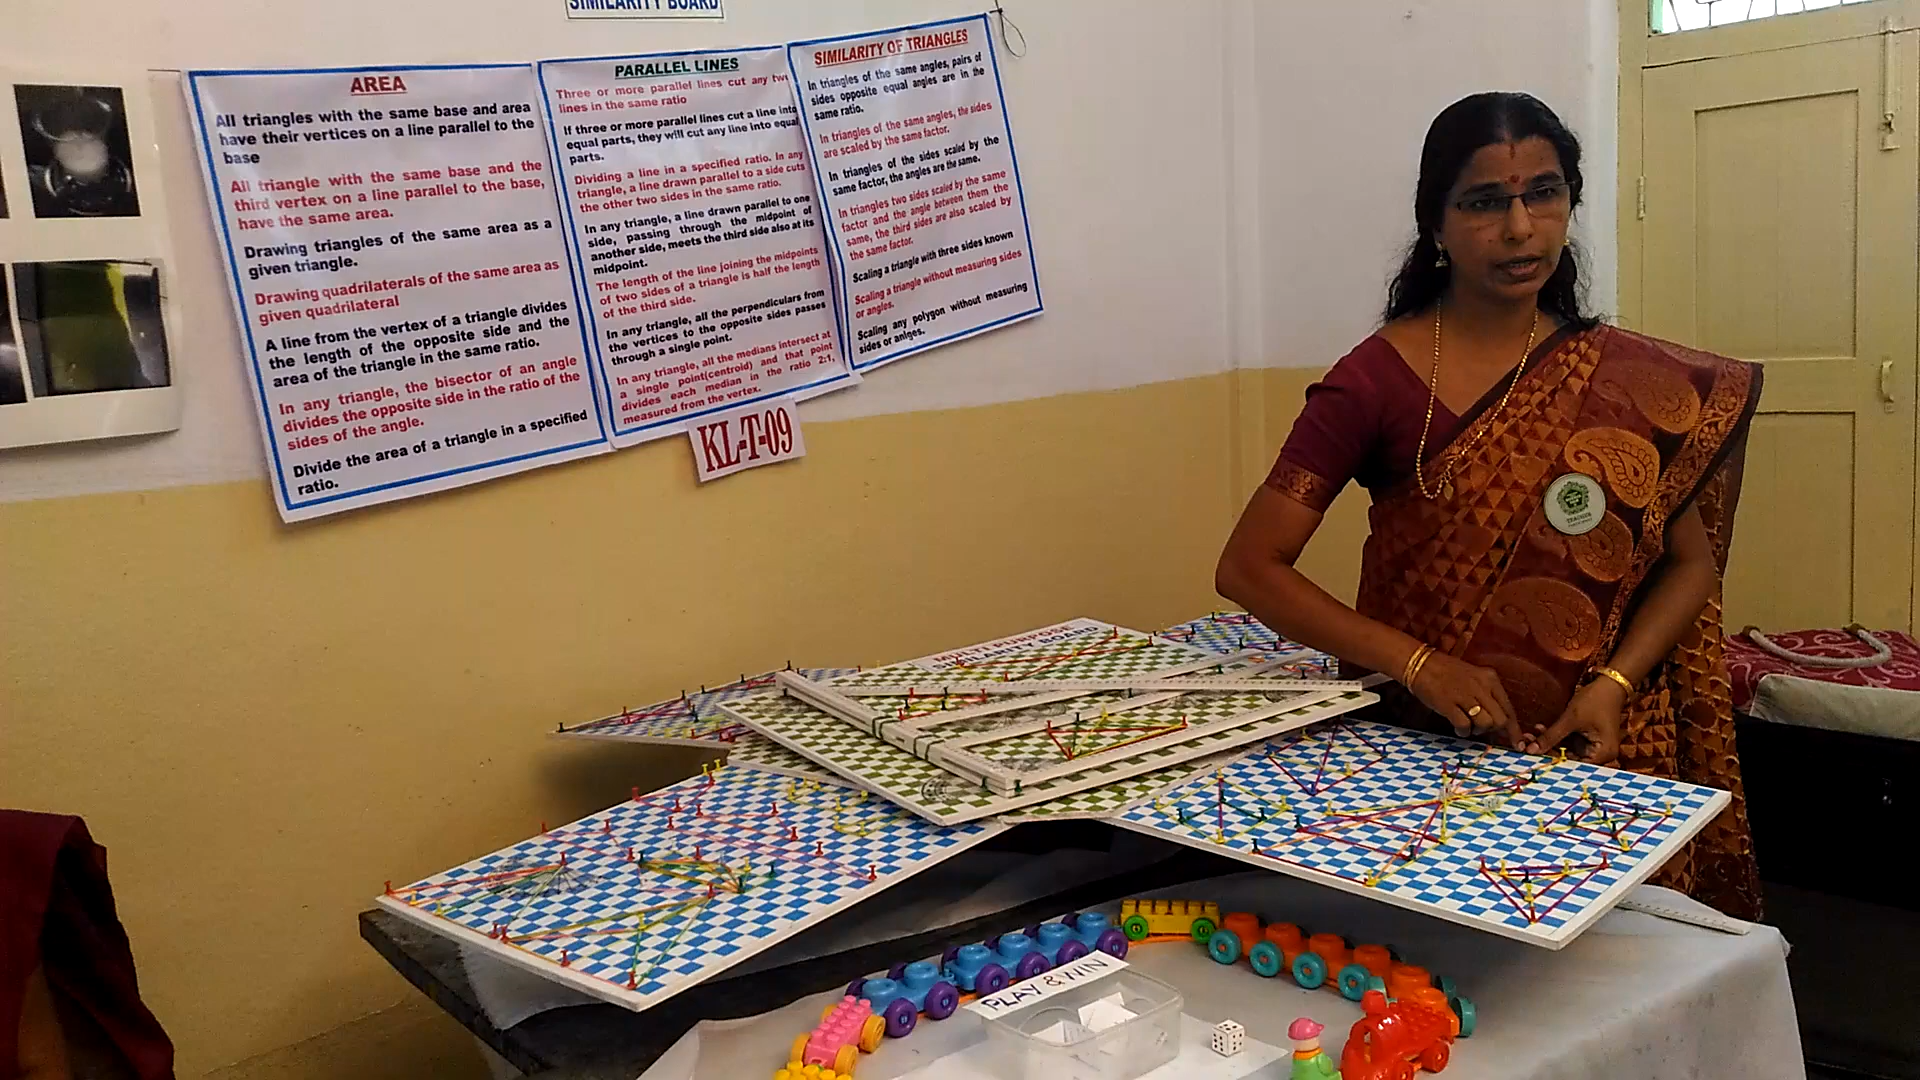 SIMILARITY BOARD
AREA
All triangles with the same base and area
have their vertices on a line parallel to the
base
All triangle with the same base and the
third vertex on a line parallel to the base,
have the same area.
Drawing triangles of the same area as a
given triangle.
Drawing quadrilaterals of the same area as
given quadrilateral
A line from the vertex of a triangle divides
the length of the opposite side and the
area of the triangle in the same ratio.
In any triangle, the bisector of an angle
divides the opposite side in the ratio of the
sides of the angle.
Divide the area of a triangle in a specified
ratio.
PARALLEL LINES
Three or more parallel lines cut any two
lines in the same ratio
If three or more parallel lines cut a line into
equal parts, they will cut any line into equal
parts.
Dividing a line in a specified ratio. In any
triangle, a line drawn parallel to a side cuts
the other two sides in the same ratio.
In any triangle, a line drawn parallel to one
side, passing through the midpoint of
another side, meets the third side also at its
midpoint.
The length of the line joining the midpoints
of two sides of a triangle is half the length
of the third side.
In any triangle, all the perpendiculars from
the vertices to the opposite sides passes
through a single point.
In any triangle, all the medians intersect at
a single point(centroid) and that point
divides each median in the ratio 2:1,
measured from the vertex.
SIMILARITY OF TRIANGLES
In triangles of the same angles, pairs of
sides opposite equal angles are in the
same ratio.
In triangles of the same angles, the sides
are scaled by the same factor.
In triangles of the sides scaled by the
same factor, the angles are the same.
In triangles two sides scaled by the same
factor and the angle between them the
same, the third sides are also scaled by
the same factor.
Scaling a triangle with three sides known
Scaling a triangle without measuring sides
or angles.
Scaling any polygon without measuring
sides or anlges.
KL-T-09
TEACHER
MULTI PURPOSE
BOARD
PLAY & WIN